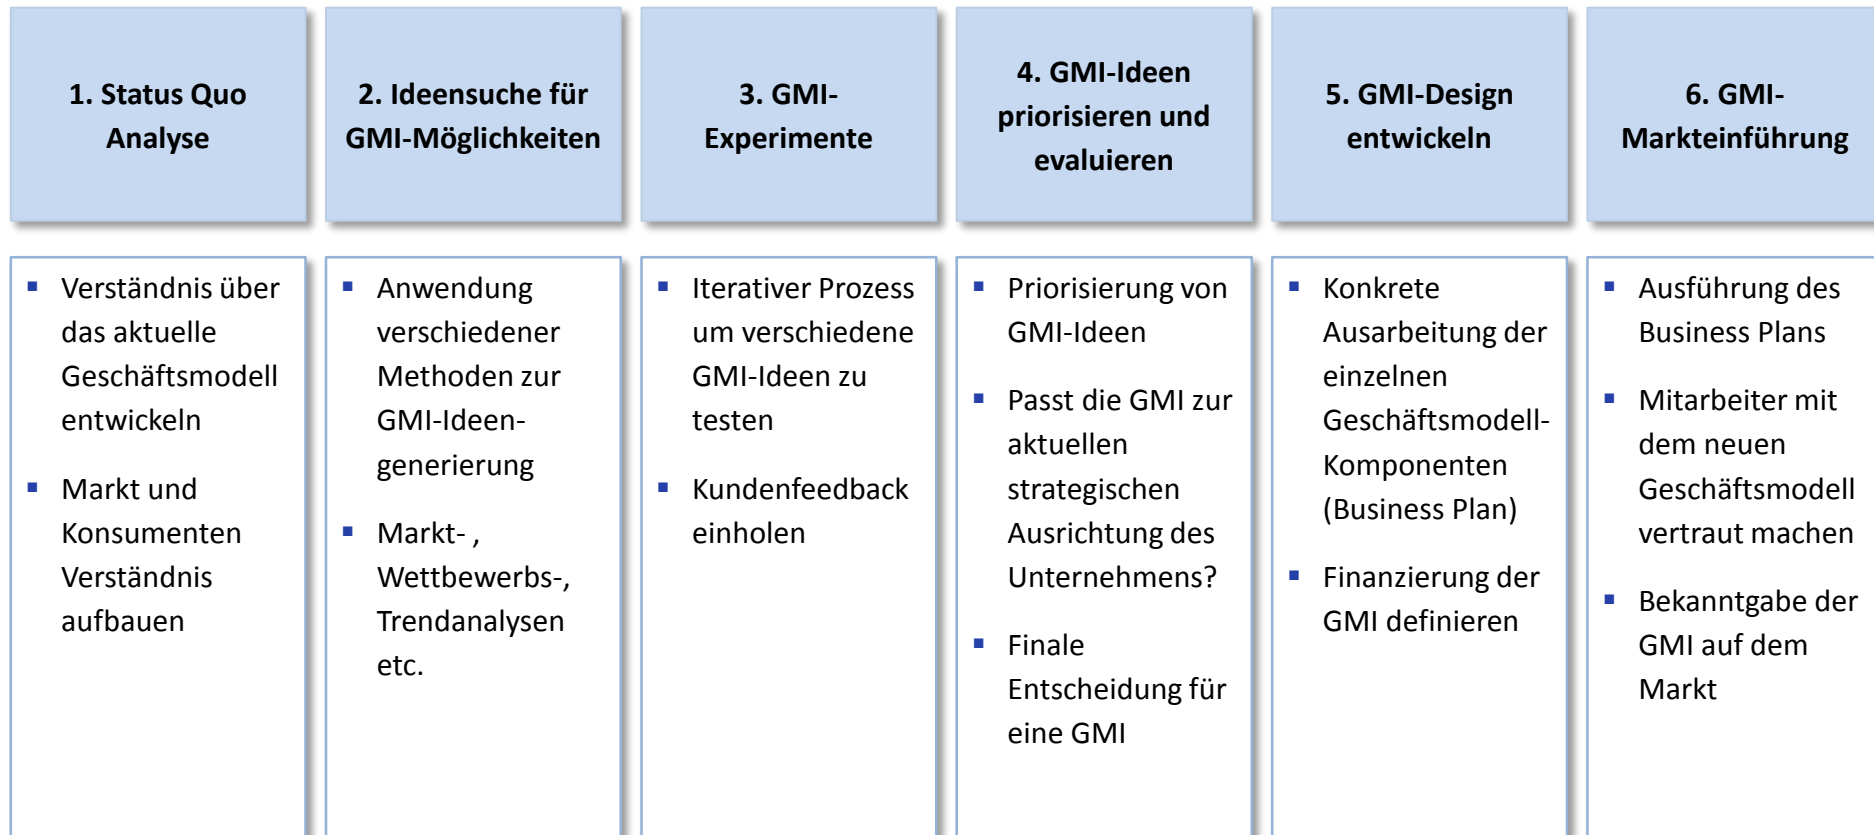 1. Status Quo
Analyse
2. Ideensuche für
GMI-Möglichkeiten
3. GMI-
Experimente
4. GMI-Ideen
priorisieren und
evaluieren
5. GMI-Design
entwickeln
6. GMI-
Markteinführung
▪ Verständnis über
das aktuelle
Geschäftsmodell
entwickeln
▪ Markt und
Konsumenten
Verständnis
aufbauen
▪ Anwendung
verschiedener
Methoden zur
GMI-Ideen-
generierung
▪ Markt- ,
Wettbewerbs-,
Trendanalysen
etc.
▪ Iterativer Prozess
um verschiedene
GMI-Ideen zu
testen
▪ Kundenfeedback
einholen
▪ Priorisierung von
GMI-Ideen
▪ Passt die GMI zur
aktuellen
strategischen
Ausrichtung des
Unternehmens?
▪ Finale
Entscheidung für
eine GMI
▪ Konkrete
Ausarbeitung der
einzelnen
Geschäftsmodell-
Komponenten
(Business Plan)
▪ Finanzierung der
GMI definieren
▪ Ausführung des
Business Plans
▪ Mitarbeiter mit
dem neuen
Geschäftsmodell
vertraut machen
▪ Bekanntgabe der
GMI auf dem
Markt